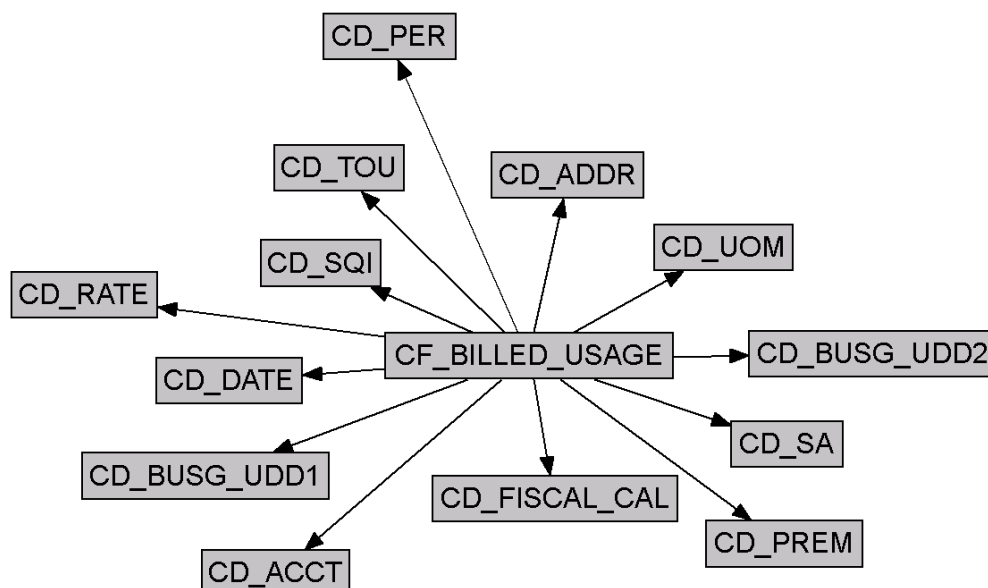 CD_PER
CD_TOU
CD_ADDR
CD_UOM
CD_SQI
CD_RATE
CF_BILLED_USAGE
CD_BUSG_UDD2
CD_DATE
CD_SA
CD_BUSG_UDD1
CD_FISCAL_CAL
CD_PREM
CD_ACCT